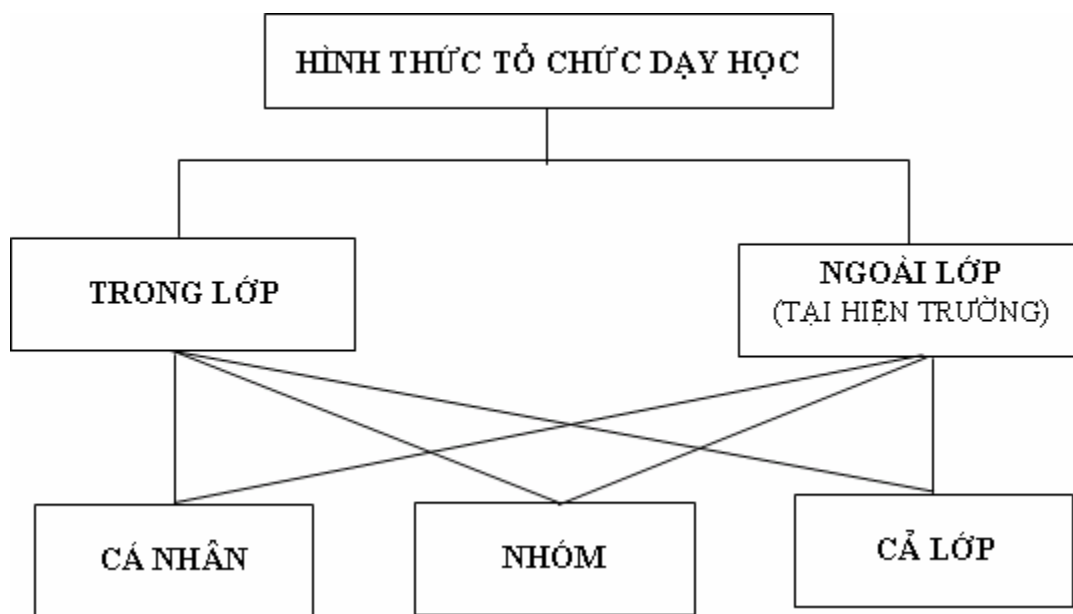 HÌNH THỨC TỔ CHỨC DẠY HỌC
TRONG LỚP
NGOÀI LỚP
(TẠI HIỆN TRƯỜNG)
CÁ NHÂN
NHÓM
CẢ LỚP